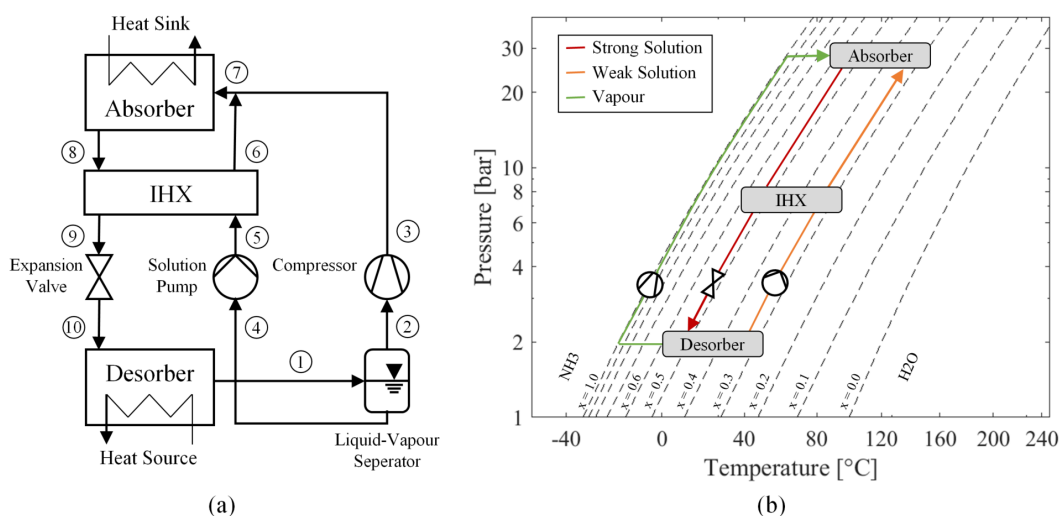 Heat Sink
7
Absorber
8
6
IHX
9
5
3
Expansion
Valve
Solution
Pump
Compressor
10
4
2
1
Desorber
Heat Source
Liquid-Vapour
Seperator
(a)
Pressure [bar]
30
20
10
8
6
4
2
1
Strong Solution
Weak Solution
Vapour
Absorber
IHX
Desorber
NH3
x = 1.0
x = 0.6
x = 0.5
x = 0.4
x = 0.3
x = 0.2
x = 0.1
x = 0.0
H2O
-40 0 40 80 120 160 200 240
Temperature [°C]
(b)